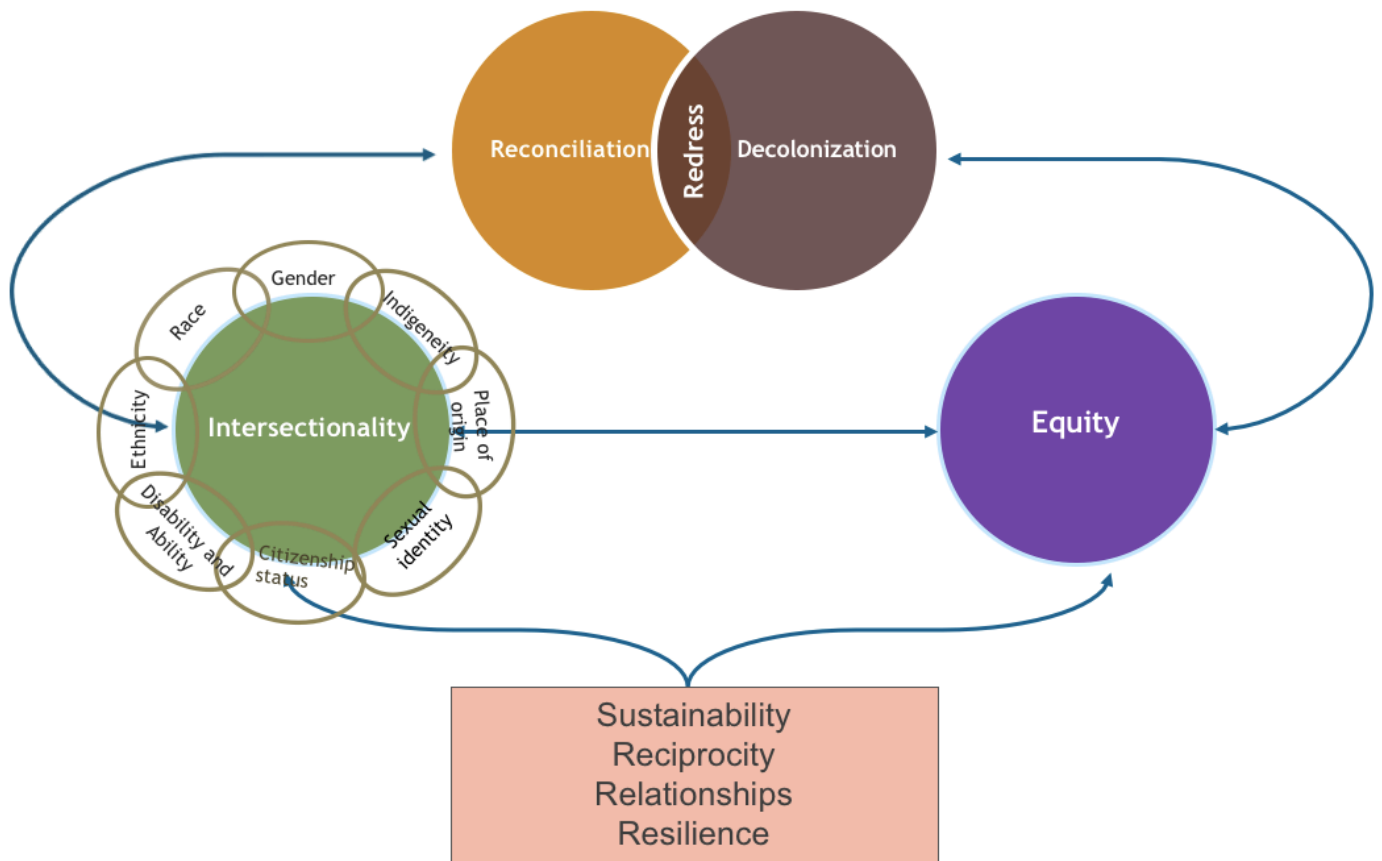 Reconciliation
Redress
Decolonization
Gender
Race
Indigeneity
Ethnicity
Intersectionality
Place of
origin
Equity
Disability and
Ability
Citizenship
status
Sexual
identity
Sustainability
Reciprocity
Relationships
Resilience